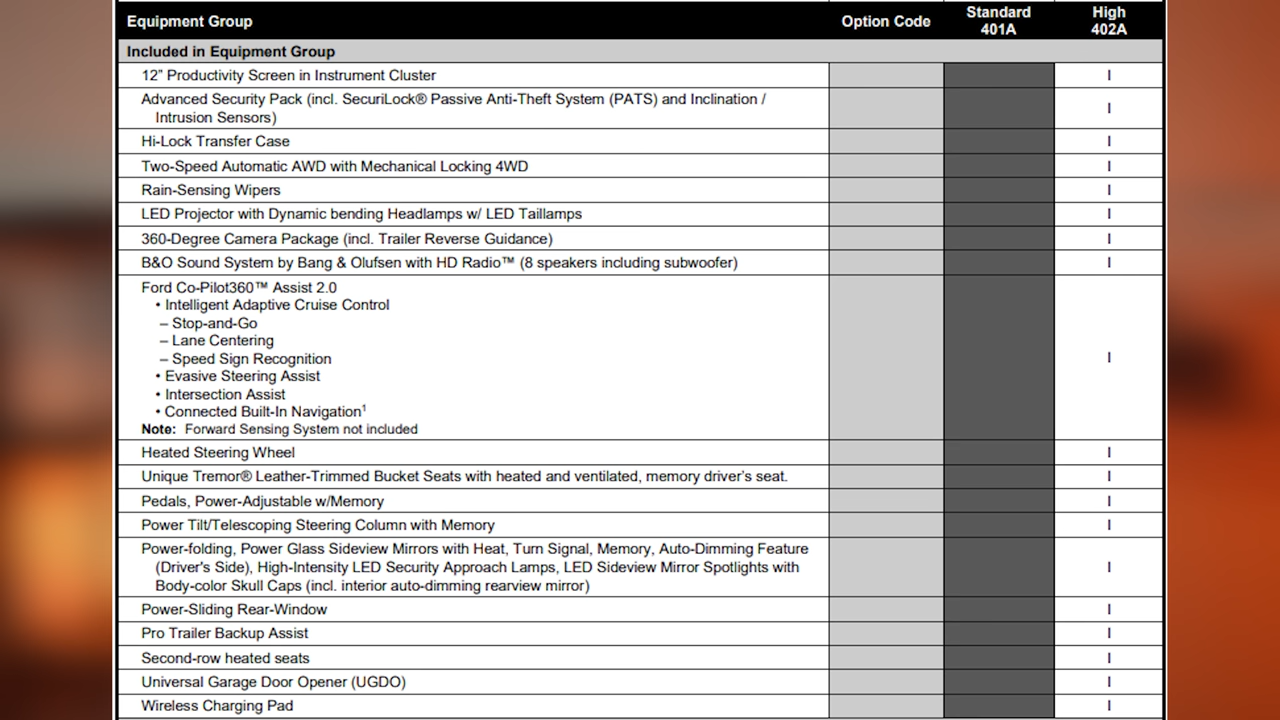 Equipment Group Option Code Standard 401A High 402A
Included in Equipment Group
12” Productivity Screen in Instrument Cluster I
Advanced Security Pack (incl. SecuriLock® Passive Anti-Theft System (PATS) and Inclination /
Intrusion Sensors) I
Hi-Lock Transfer Case I
Two-Speed Automatic AWD with Mechanical Locking 4WD I
Rain-Sensing Wipers I
LED Projector with Dynamic bending Headlamps w/ LED Taillamps I
360-Degree Camera Package (incl. Trailer Reverse Guidance) I
B&O Sound System by Bang & Olufsen with HD Radio™ (8 speakers including subwoofer) I
Ford Co-Pilot360™ Assist 2.0
• Intelligent Adaptive Cruise Control
– Stop-and-Go
– Lane Centering
– Speed Sign Recognition I
• Evasive Steering Assist
• Intersection Assist
• Connected Built-In Navigation¹
Note: Forward Sensing System not included
Heated Steering Wheel I
Unique Tremor® Leather-Trimmed Bucket Seats with heated and ventilated, memory driver’s seat. I
Pedals, Power-Adjustable w/Memory I
Power Tilt/Telescoping Steering Column with Memory I
Power-folding, Power Glass Sideview Mirrors with Heat, Turn Signal, Memory, Auto-Dimming Feature
(Driver's Side), High-Intensity LED Security Approach Lamps, LED Sideview Mirror Spotlights with I
Body-color Skull Caps (incl. interior auto-dimming rearview mirror)
Power-Sliding Rear-Window I
Pro Trailer Backup Assist I
Second-row heated seats I
Universal Garage Door Opener (UGDO) I
Wireless Charging Pad I